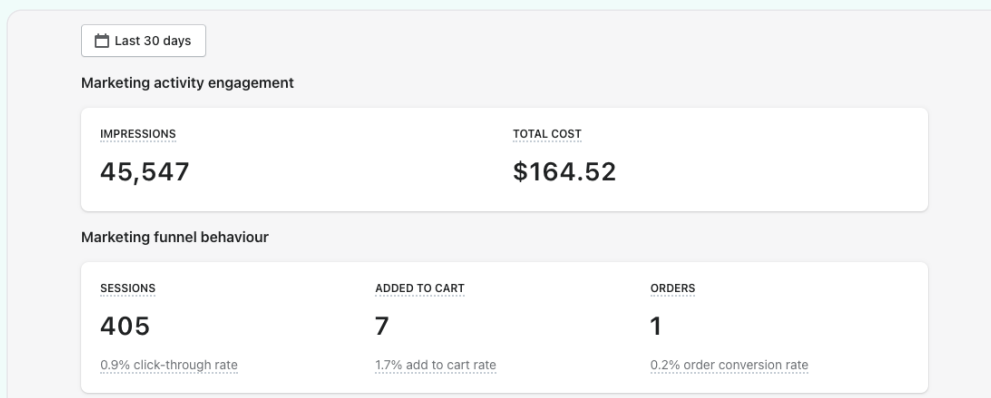 Last 30 days
Marketing activity engagement
IMPRESSIONS
TOTAL COST
45,547
$164.52
Marketing funnel behaviour
SESSIONS
ADDED TO CART
ORDERS
405
7
1
0.9% click-through rate
1.7% add to cart rate
0.2% order conversion rate